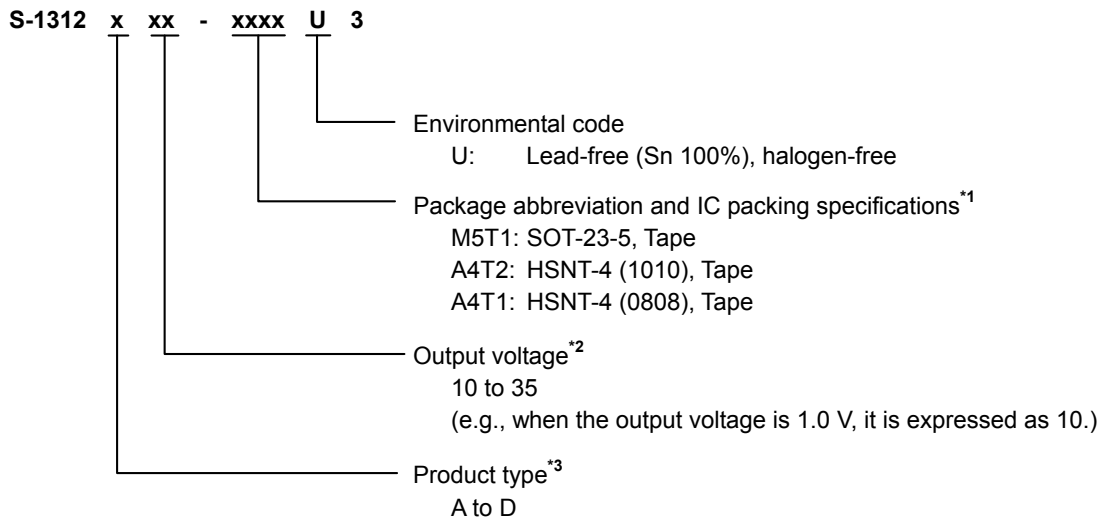 S-1312 x xx - xxxx U 3
Environmental code
U: Lead-free (Sn 100%), halogen-free
Package abbreviation and IC packing specifications*1
M5T1: SOT-23-5, Tape
A4T2: HSNT-4 (1010), Tape
A4T1: HSNT-4 (0808), Tape
Output voltage*2
10 to 35
(e.g., when the output voltage is 1.0 V, it is expressed as 10.)
Product type*3
A to D